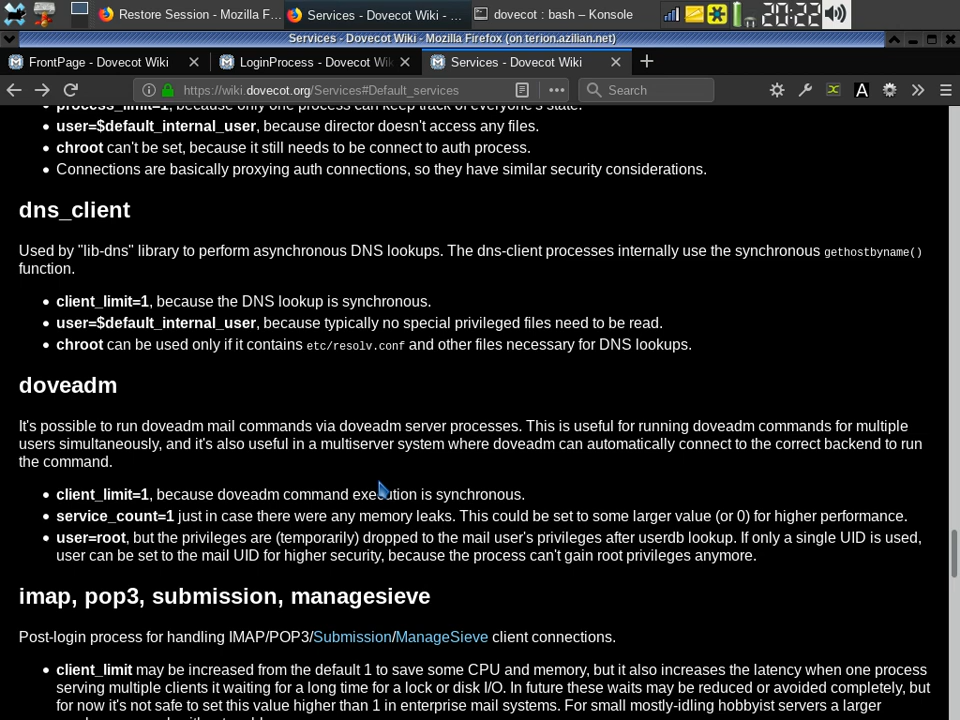 Restore Session - Mozilla F...
Services - Dovecot Wiki - ...
dovecot : bash – Konsole
20:22
Services - Dovecot Wiki - Mozilla Firefox (on terion.azilian.net)
FrontPage - Dovecot Wiki
LoginProcess - Dovecot Wik
Services - Dovecot Wiki
https://wiki.dovecot.org/Services#Default_services
Search
process_limit=1, because only one process can keep track of everyone's state.
user=$default_internal_user, because director doesn't access any files.
chroot can't be set, because it still needs to be connect to auth process.
Connections are basically proxying auth connections, so they have similar security considerations.
dns_client
Used by "lib-dns" library to perform asynchronous DNS lookups. The dns-client processes internally use the synchronous gethostbyname()
function.
client_limit=1, because the DNS lookup is synchronous.
user=$default_internal_user, because typically no special privileged files need to be read.
chroot can be used only if it contains etc/resolv.conf and other files necessary for DNS lookups.
doveadm
It's possible to run doveadm mail commands via doveadm server processes. This is useful for running doveadm commands for multiple
users simultaneously, and it's also useful in a multiserver system where doveadm can automatically connect to the correct backend to run
the command.
client_limit=1, because doveadm command execution is synchronous.
service_count=1 just in case there were any memory leaks. This could be set to some larger value (or 0) for higher performance.
user=root, but the privileges are (temporarily) dropped to the mail user's privileges after userdb lookup. If only a single UID is used,
user can be set to the mail UID for higher security, because the process can't gain root privileges anymore.
imap, pop3, submission, managesieve
Post-login process for handling IMAP/POP3/Submission/ManageSieve client connections.
client_limit may be increased from the default 1 to save some CPU and memory, but it also increases the latency when one process
serving multiple clients it waiting for a long time for a lock or disk I/O. In future these waits may be reduced or avoided completely, but
for now it's not safe to set this value higher than 1 in enterprise mail systems. For small mostly-idling hobbyist servers a larger